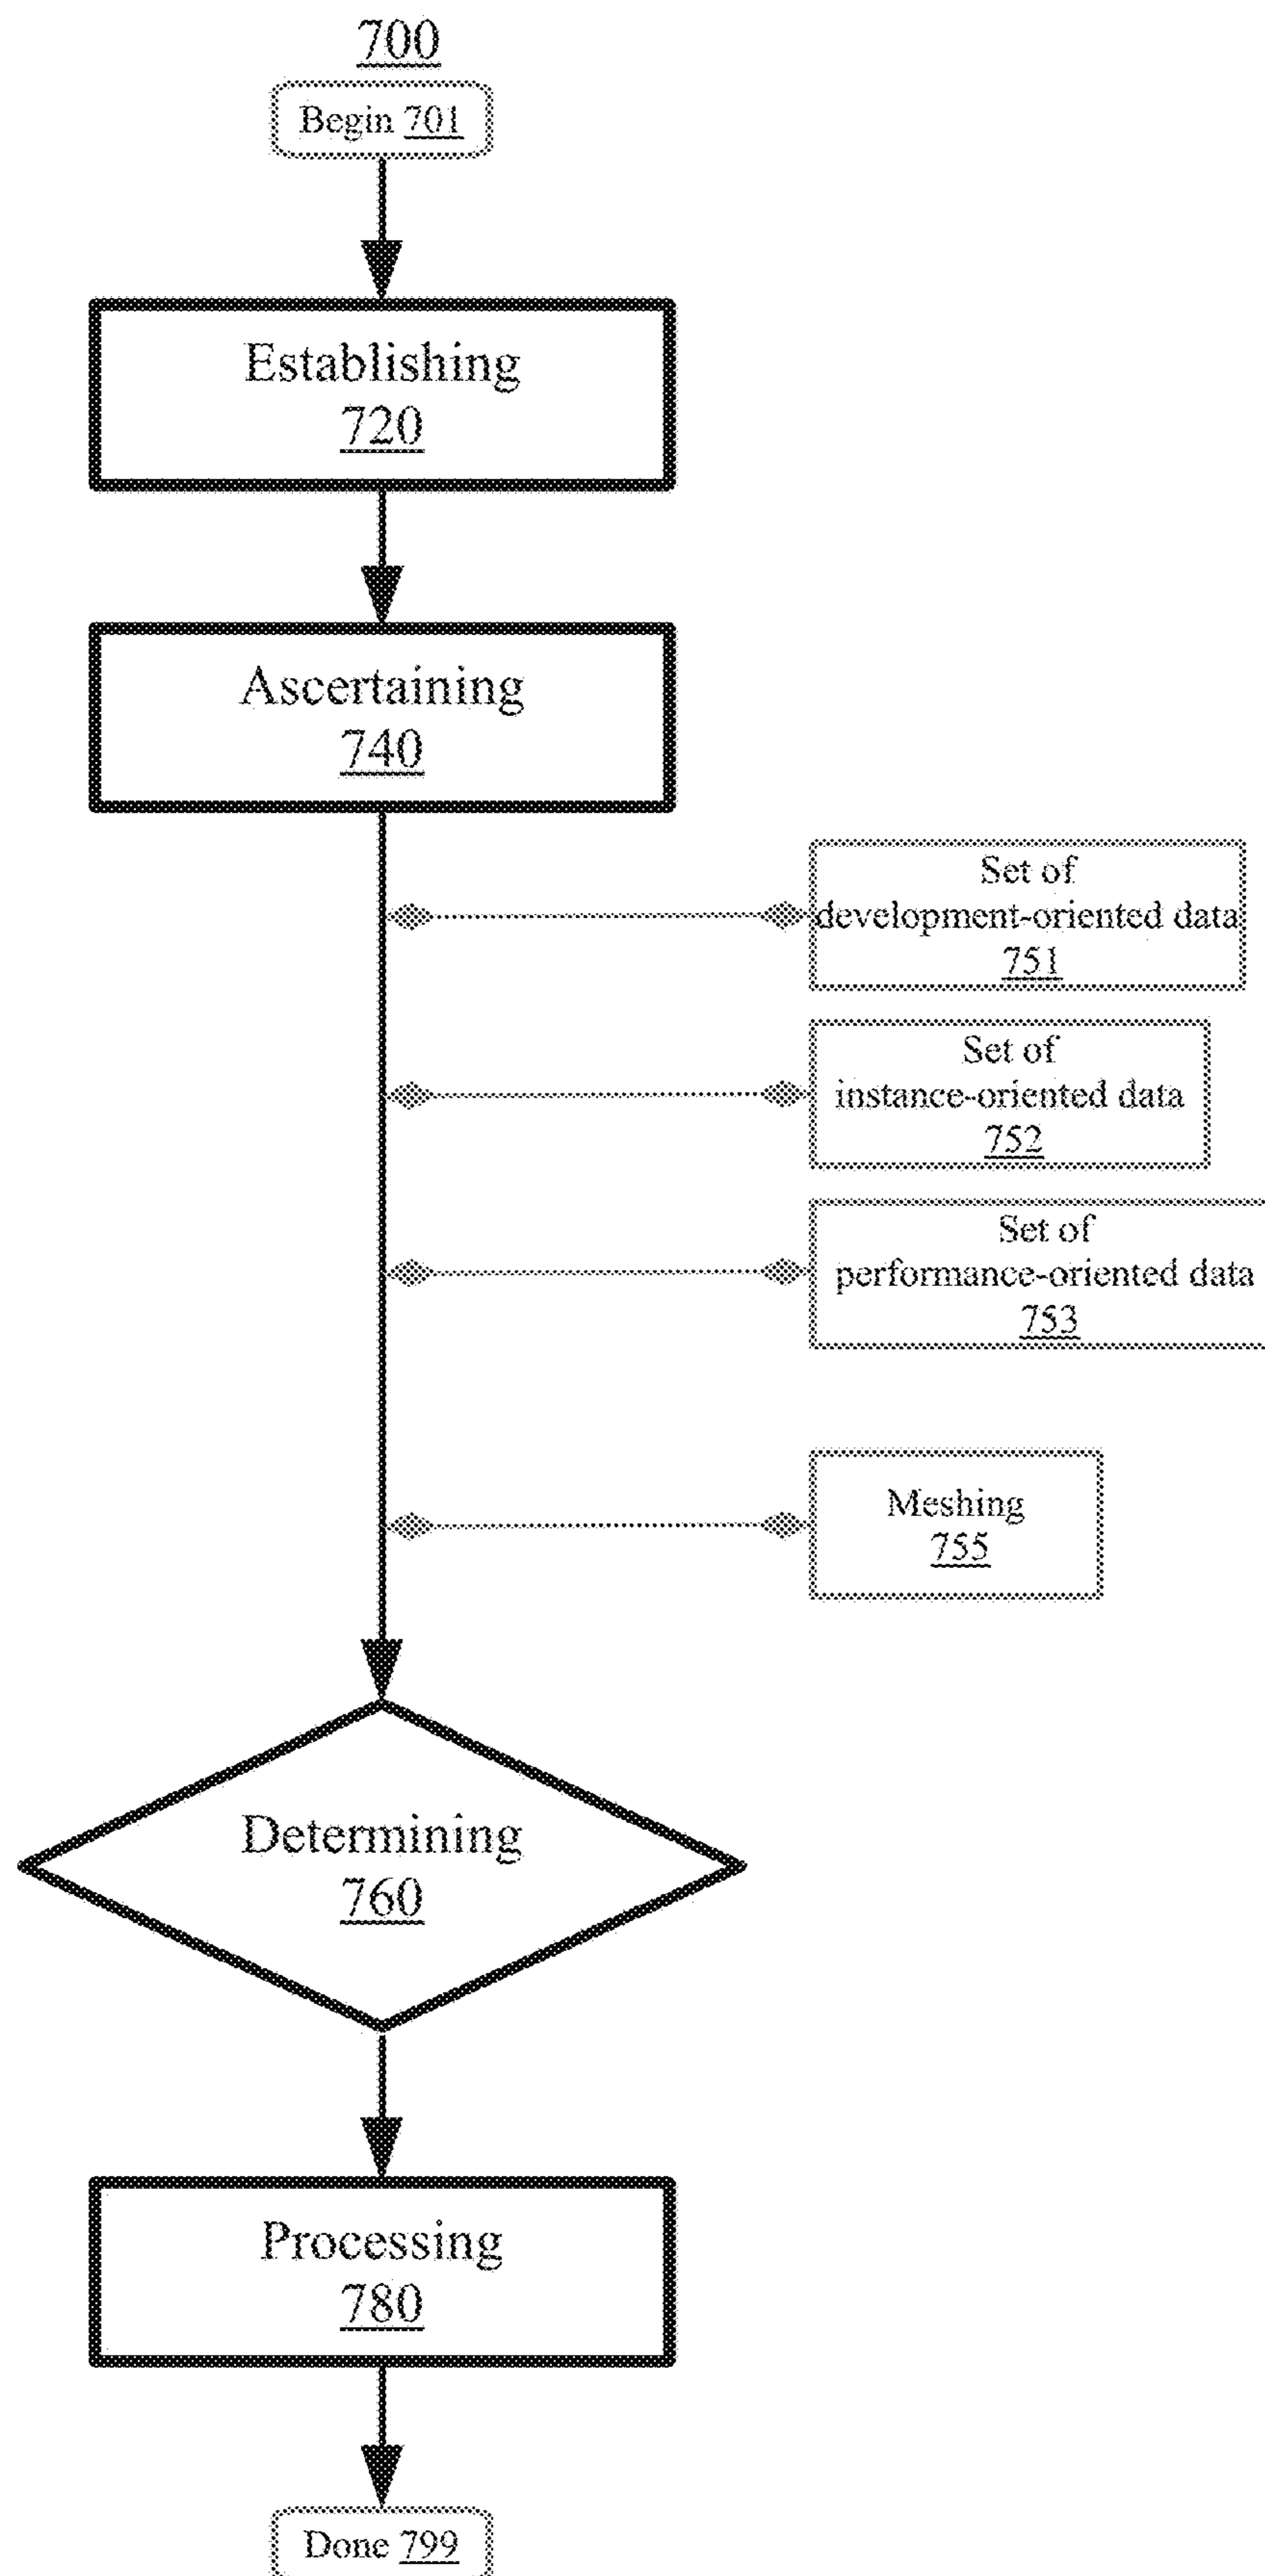 700
Begin 701
Establishing
720
Ascertaining
740
Set of
development-oriented data
751
Set of
instance-oriented data
752
Set of
performance-oriented data
753
Meshing
755
Determining
760
Processing
780
Done 799